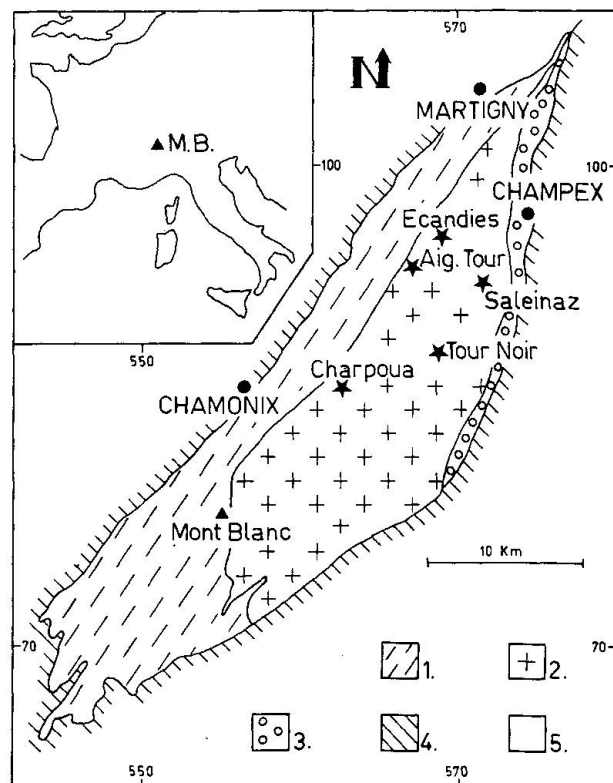 570
N
M.B.
MARTIGNY
100
100
CHAMPEX
Ecandies
Aig. Tour
Saleinaz
550
Tour Noir
Charpoua
CHAMONIX
Mont Blanc
10 Km
70
70
1.
2.
3.
4.
5.
550
570